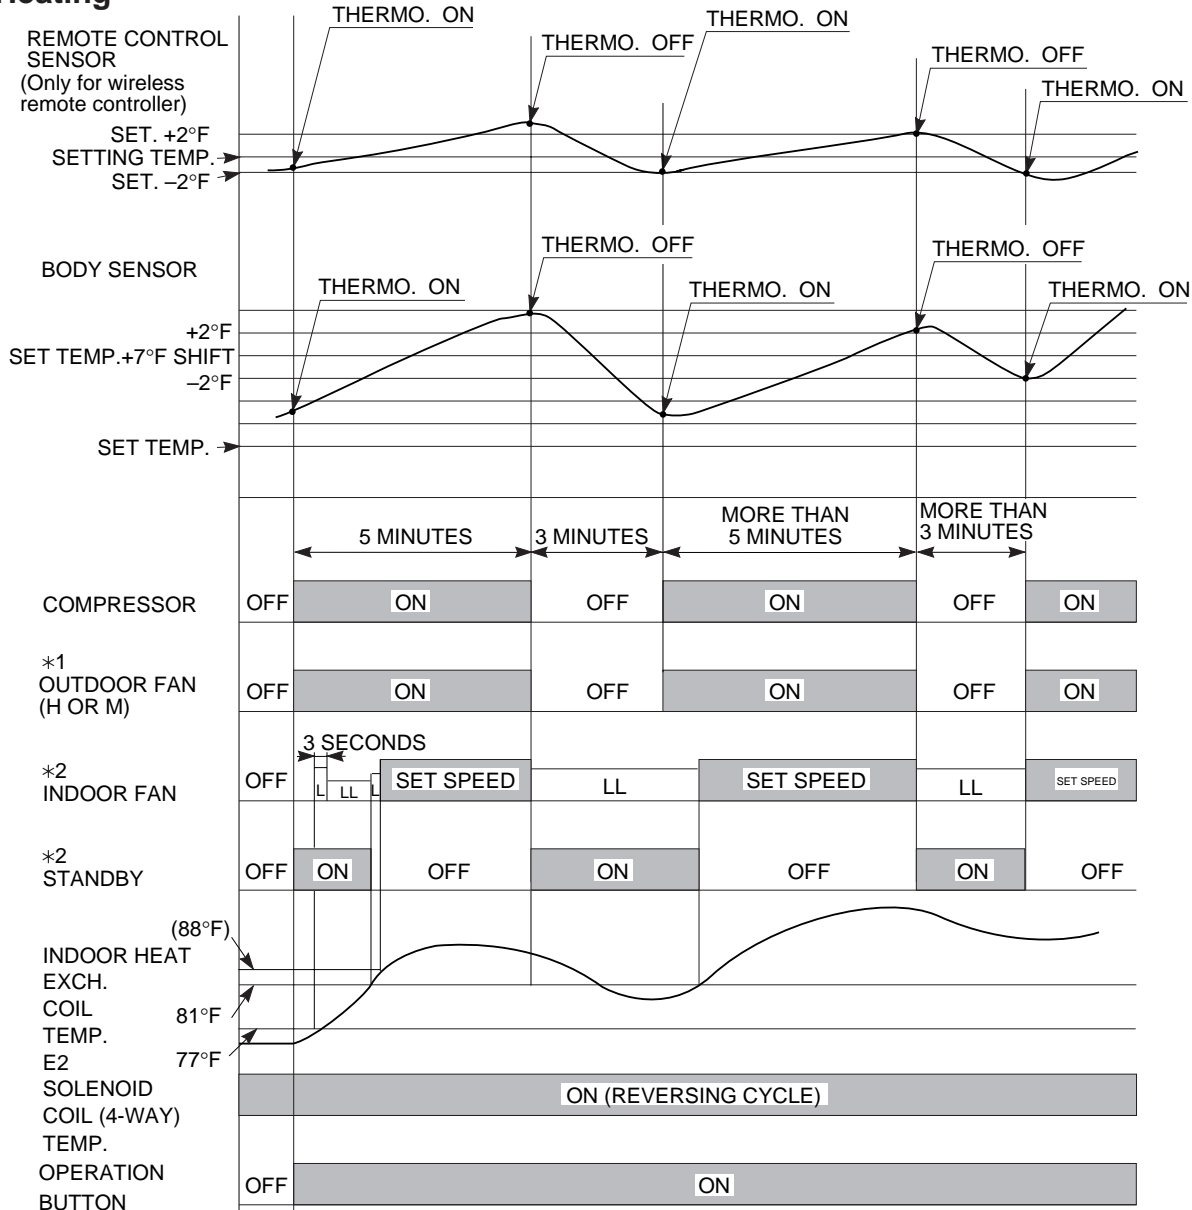 Heating
THERMO. ON
THERMO. OFF
THERMO. ON
THERMO. OFF
THERMO. ON
REMOTE CONTROL
SENSOR
(Only for wireless
remote controller)
SET. +2°F
SETTING TEMP.
SET. –2°F
BODY SENSOR
THERMO. ON
THERMO. OFF
THERMO. ON
THERMO. OFF
THERMO. ON
+2°F
SET TEMP.+7°F SHIFT
–2°F
SET TEMP.
5 MINUTES
3 MINUTES
MORE THAN
5 MINUTES
MORE THAN
3 MINUTES
COMPRESSOR OFF ON OFF ON OFF ON
*1
OUTDOOR FAN
(H OR M)
OFF ON OFF ON OFF ON
3 SECONDS
*2
INDOOR FAN
OFF L LL L SET SPEED LL SET SPEED LL SET SPEED
*2
STANDBY
OFF ON OFF ON OFF ON OFF
(88°F)
INDOOR HEAT
EXCH.
COIL
81°F
TEMP.
E2
77°F
SOLENOID
COIL (4-WAY)
TEMP.
ON (REVERSING CYCLE)
OPERATION
BUTTON
OFF ON